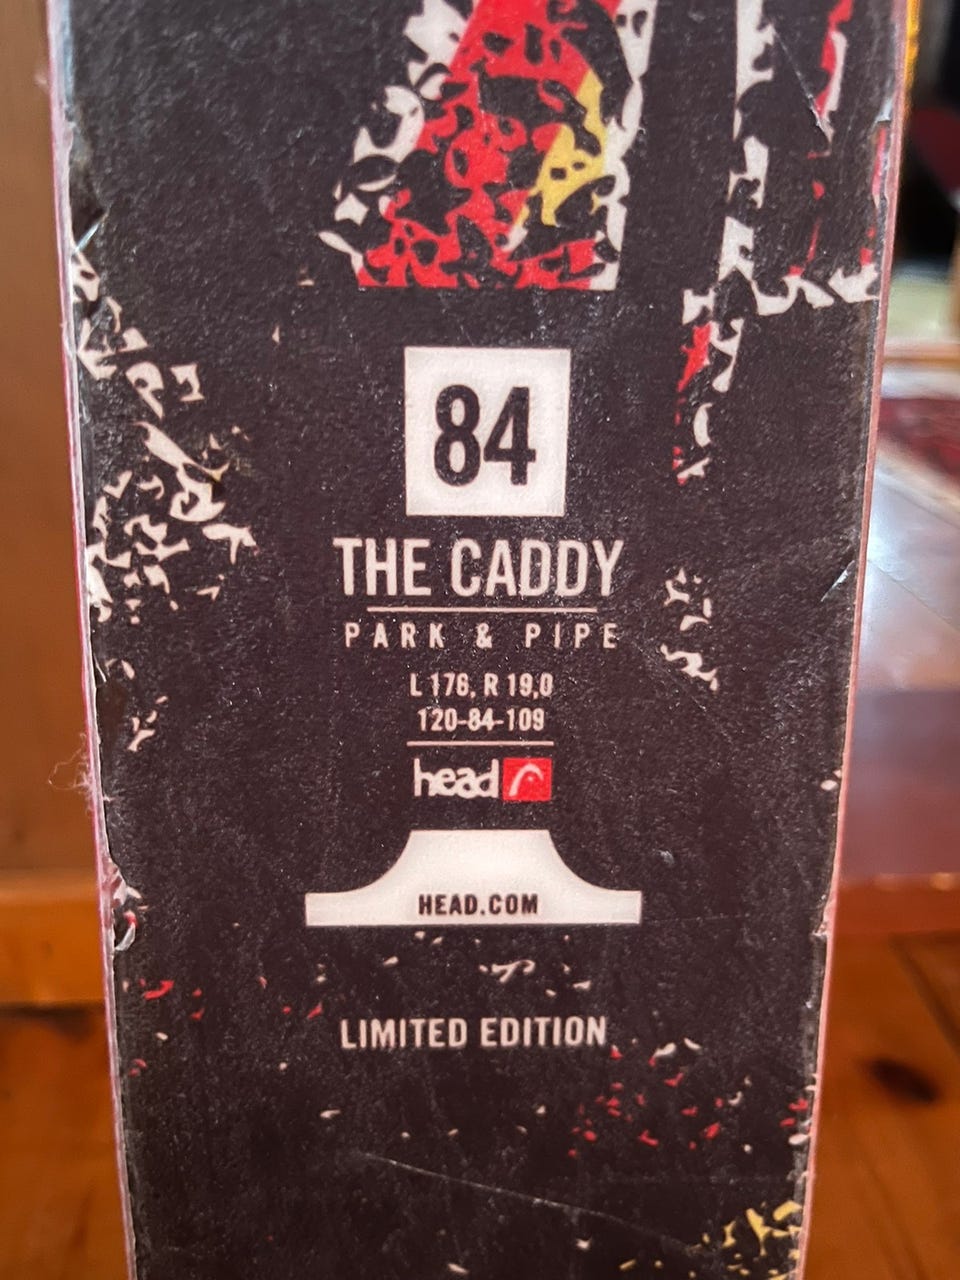 84
THE CADDY
PARK & PIPE
L 176, R 19,0
120-84-109
head
HEAD.COM
LIMITED EDITION